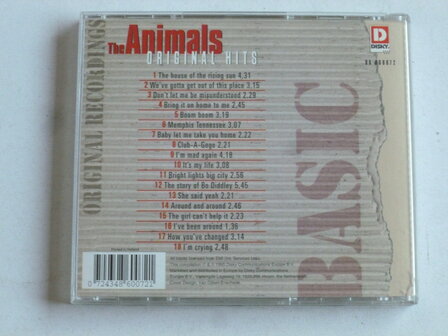 ORIGINAL RECORDINGS
The Animals
ORIGINAL HITS
D
DISKY
1 The house of the rising sun 4,31
2 We've gotta get out of this place 3.15
3 Don't let me be misunderstood 2.29
4 Bring it on home to me 2,45
5 Boom boom 3.19
6 Memphis Tennessee 3.07
7 Baby let me take you home 2.22
8 Club-A-Gogo 2.21
9 I'm mad again 4.18
10 It's my life 3,08
11 Bright lights big city 2,56
12 The story of Bo Diddley 5,45
13 She said yeah 2.21
14 Around and around 2.46
15 The girl can't help it 2,23
16 I've been around 1,36
17 How you've changed 3.14
18 I'm crying 2,48
BASIC
0 724348 600722